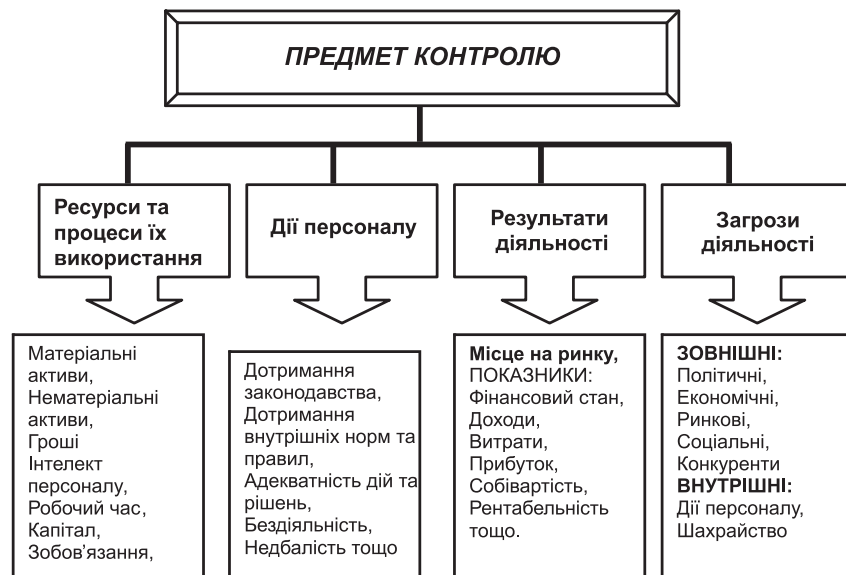 ПРЕДМЕТ КОНТРОЛЮ
Ресурси та
процеси їх
використання
Дії персоналу
Результати
діяльності
Загрози
діяльності
Матеріальні
активи,
Нематеріальні
активи,
Гроші
Інтелект
персоналу,
Робочий час,
Капітал,
Зобов'язання,
Дотримання
законодавства,
Дотримання
внутрішніх норм та
правил,
Адекватність дій та
рішень,
Бездіяльність,
Недбалість тощо
Місце на ринку,
ПОКАЗНИКИ:
Фінансовий стан,
Доходи,
Витрати,
Прибуток,
Собівартість,
Рентабельність
тощо.
ЗОВНІШНІ:
Політичні,
Економічні,
Ринкові,
Соціальні,
Конкуренти
ВНУТРІШНІ:
Дії персоналу,
Шахрайство